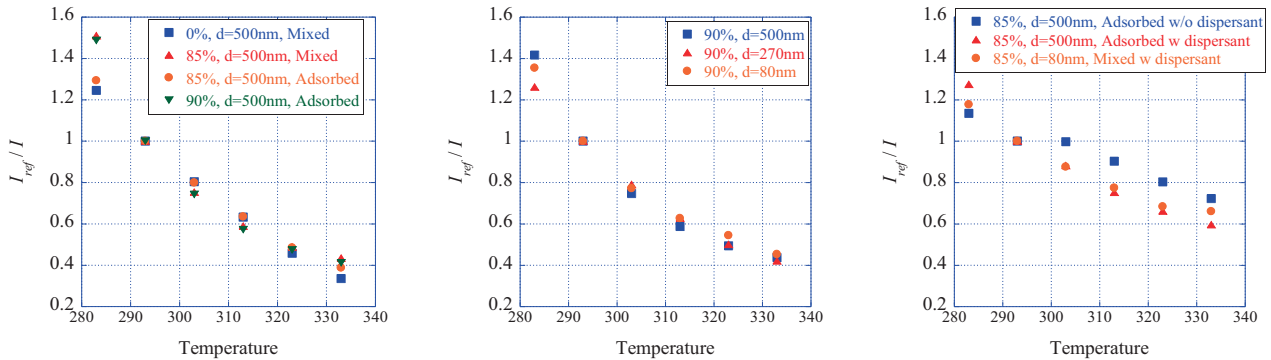 1.6
1.4
1.2
1
0.8
0.6
0.4
0.2
I_ref / I
0%, d=500nm, Mixed
85%, d=500nm, Mixed
85%, d=500nm, Adsorbed
90%, d=500nm, Adsorbed
280 290 300 310 320 330 340
Temperature
1.6
1.4
1.2
1
0.8
0.6
0.4
0.2
I_ref / I
90%, d=500nm
90%, d=270nm
90%, d=80nm
280 290 300 310 320 330 340
Temperature
1.6
1.4
1.2
1
0.8
0.6
0.4
0.2
I_ref / I
85%, d=500nm, Adsorbed w/o dispersant
85%, d=500nm, Adsorbed w dispersant
85%, d=80nm, Mixed w dispersant
280 290 300 310 320 330 340
Temperature